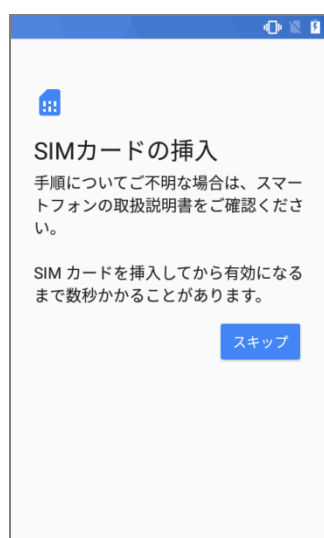 SIMカードの挿入
手順についてご不明な場合は、スマー
トフォンの取扱説明書をご確認くださ
い。
SIM カードを挿入してから有効になる
まで数秒かかることがあります。
スキップ